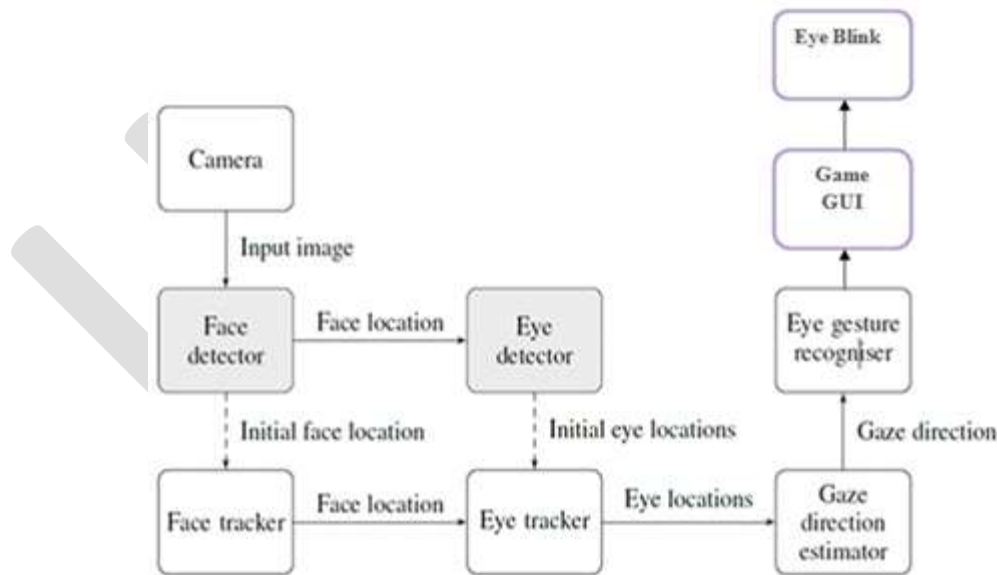 Eye Blink
Game
GUI
Camera
Input image
Face
detector
Face location
Eye
detector
Eye gesture
recogniser
Initial face location
Initial eye locations
Gaze direction
Face tracker
Face location
Eye tracker
Eye locations
Gaze
direction
estimator